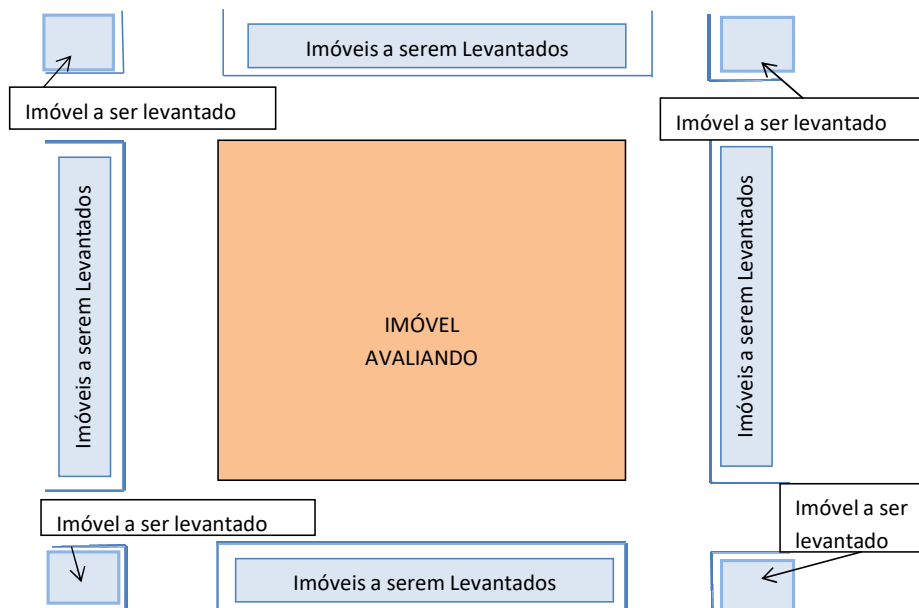 Imóveis a serem Levantados
Imóvel a ser levantado
Imóvel a ser levantado
Imóveis a serem Levantados
IMÓVEL
AVALIANDO
Imóveis a serem Levantados
Imóvel a ser levantado
Imóvel a ser
levantado
Imóveis a serem Levantados